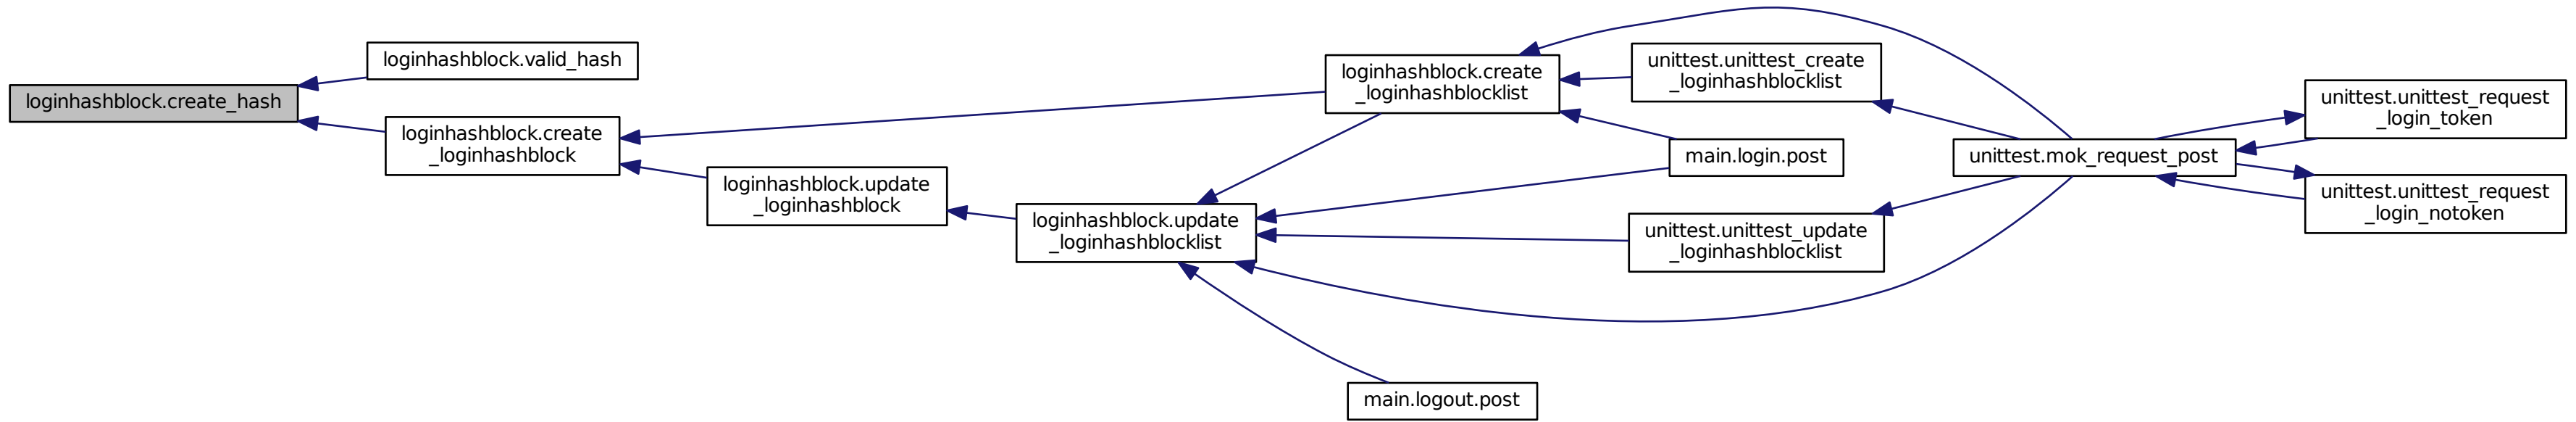 loginhashblock.create_hash
loginhashblock.valid_hash
loginhashblock.create
_loginhashblock
loginhashblock.update
_loginhashblock
loginhashblock.update
_loginhashblocklist
loginhashblock.create
_loginhashblocklist
main.logout.post
unittest.unittest_create
_loginhashblocklist
main.login.post
unittest.unittest_update
_loginhashblocklist
unittest.mok_request_post
unittest.unittest_request
_login_token
unittest.unittest_request
_login_notoken